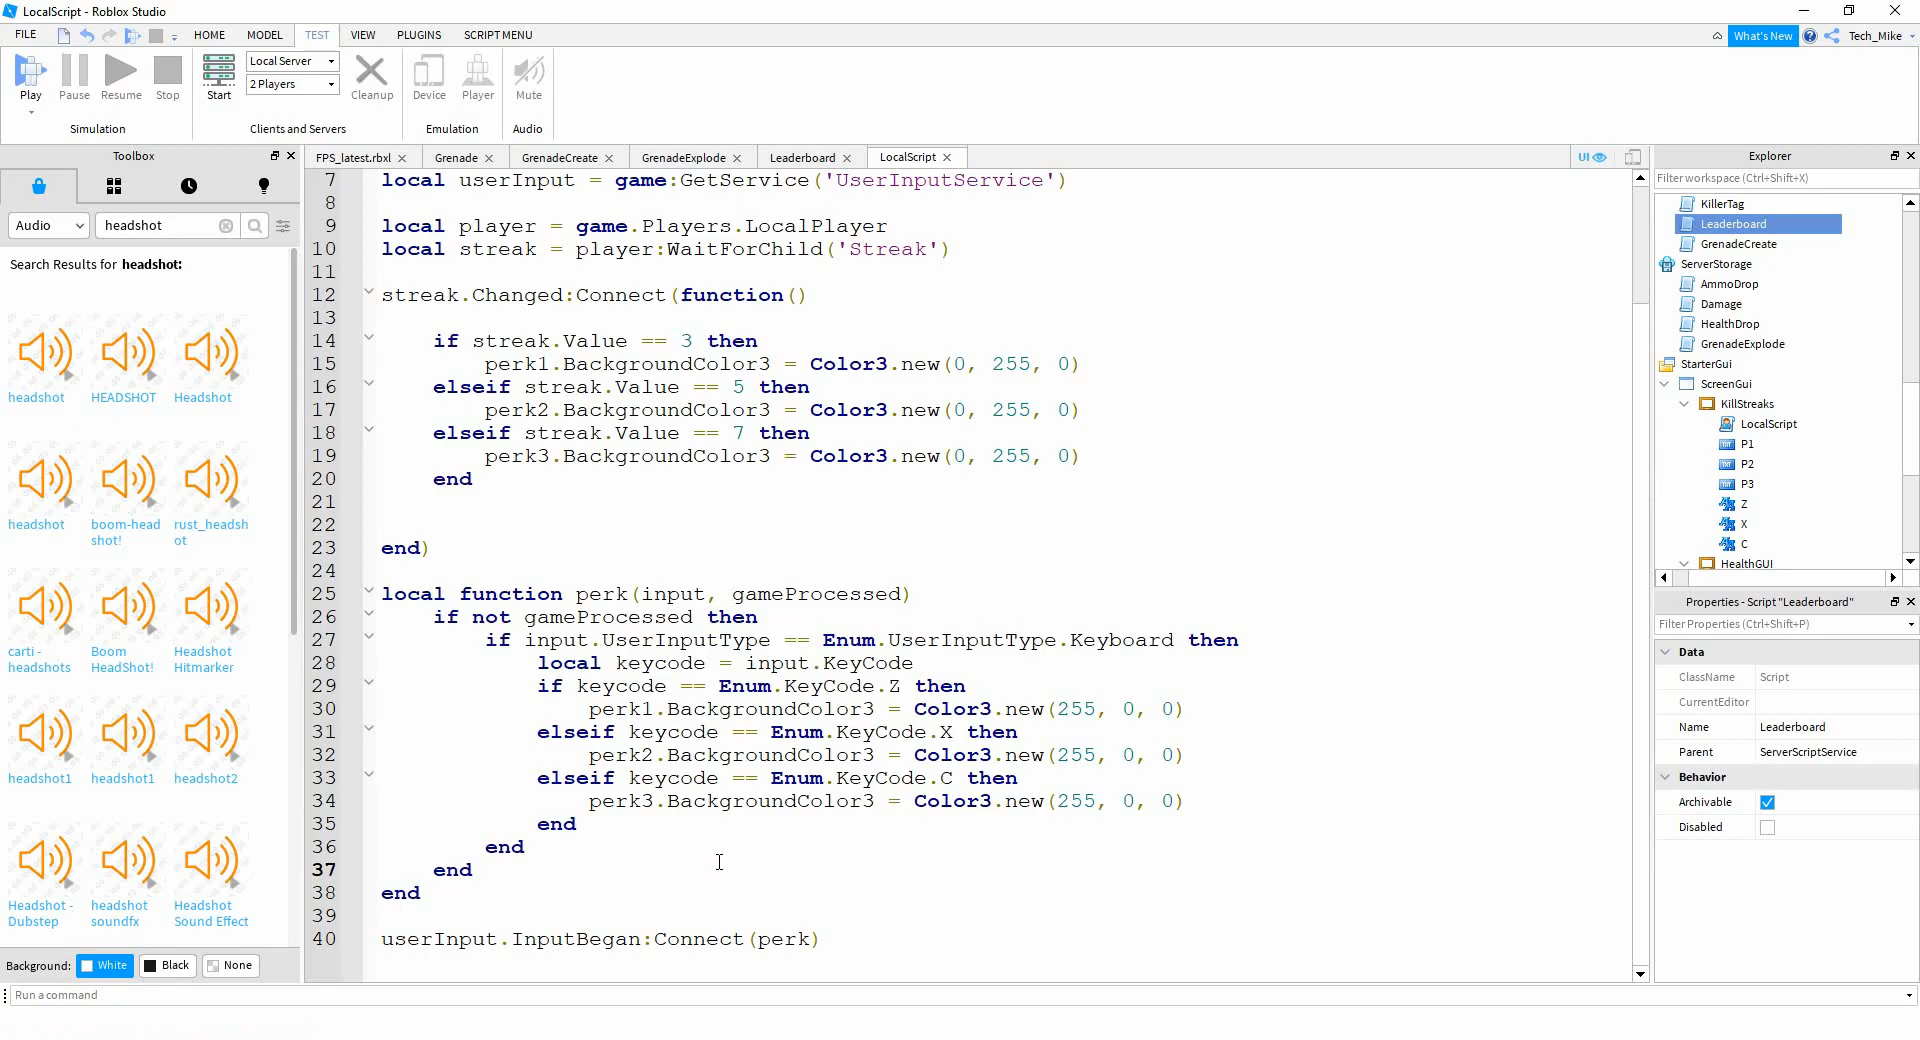 LocalScript - Roblox Studio
FILE HOME MODEL TEST VIEW PLUGINS SCRIPT MENU What's New Tech_Mike
Play Pause Resume Stop Start Local Server 2 Players Cleanup Device Player Mute
Simulation Clients and Servers Emulation Audio
Toolbox
Audio headshot
Search Results for headshot:
headshot HEADSHOT Headshot
headshot boom-head shot! rust_headsh ot
carti - headshots Boom HeadShot! Headshot Hitmarker
headshot1 headshot1 headshot2
Headshot - Dubstep headshot soundfx Headshot Sound Effect
Background: White Black None
Run a command
FPS_latest.rbxl Grenade GrenadeCreate GrenadeExplode Leaderboard LocalScript UI
7 local userInput = game:GetService('UserInputService')
8
9 local player = game.Players.LocalPlayer
10 local streak = player:WaitForChild('Streak')
11
12 streak.Changed:Connect(function()
13
14 if streak.Value == 3 then
15 perk1.BackgroundColor3 = Color3.new(0, 255, 0)
16 elseif streak.Value == 5 then
17 perk2.BackgroundColor3 = Color3.new(0, 255, 0)
18 elseif streak.Value == 7 then
19 perk3.BackgroundColor3 = Color3.new(0, 255, 0)
20 end
21
22
23 end)
24
25 local function perk(input, gameProcessed)
26 if not gameProcessed then
27 if input.UserInputType == Enum.UserInputType.Keyboard then
28 local keycode = input.KeyCode
29 if keycode == Enum.KeyCode.Z then
30 perk1.BackgroundColor3 = Color3.new(255, 0, 0)
31 elseif keycode == Enum.KeyCode.X then
32 perk2.BackgroundColor3 = Color3.new(255, 0, 0)
33 elseif keycode == Enum.KeyCode.C then
34 perk3.BackgroundColor3 = Color3.new(255, 0, 0)
35 end
36 end
37 end
38 end
39
40 userInput.InputBegan:Connect(perk)
Explorer
Filter workspace (Ctrl+Shift+X)
KillerTag
Leaderboard
GrenadeCreate
ServerStorage
AmmoDrop
Damage
HealthDrop
GrenadeExplode
StarterGui
ScreenGui
KillStreaks
LocalScript
P1
P2
P3
Z
X
C
HealthGUI
Properties - Script "Leaderboard"
Filter Properties (Ctrl+Shift+P)
Data
ClassName Script
CurrentEditor
Name Leaderboard
Parent ServerScriptService
Behavior
Archivable
Disabled